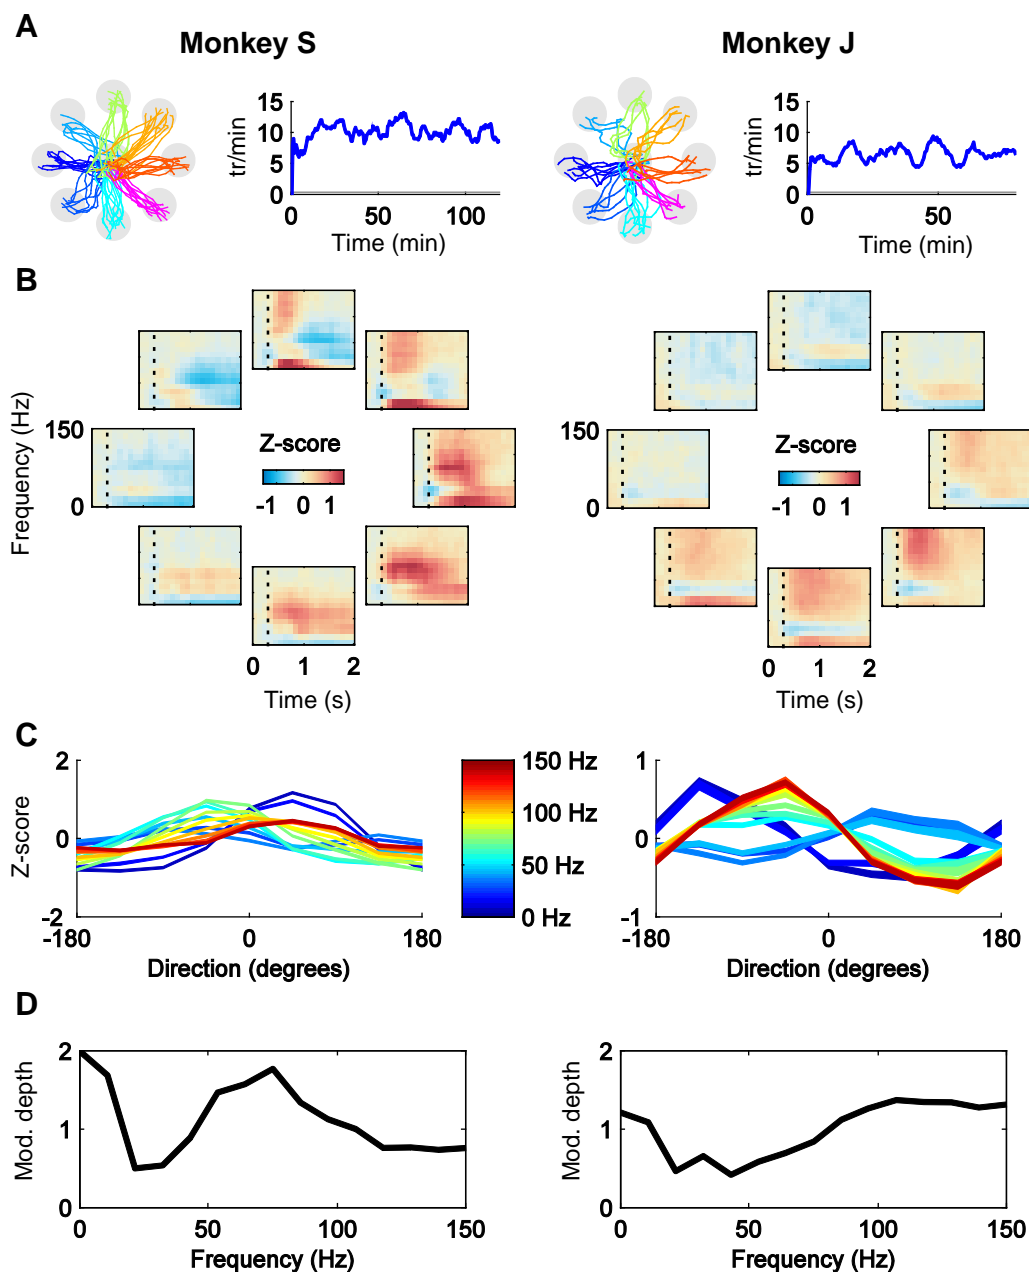 A
Monkey S
Monkey J
15
10
5
0
tr/min
0 50 100
Time (min)
15
10
5
0
tr/min
0 50
Time (min)
B
Frequency (Hz)
150
0
Z-score
-1 0 1
0 1 2
Time (s)
150
0
Z-score
-1 0 1
0 1 2
Time (s)
C
Z-score
2
0
-2
-180 0 180
Direction (degrees)
150 Hz
100 Hz
50 Hz
0 Hz
1
0
-1
-180 0 180
Direction (degrees)
D
Mod. depth
2
1
0
0 50 100 150
Frequency (Hz)
Mod. depth
2
1
0
0 50 100 150
Frequency (Hz)